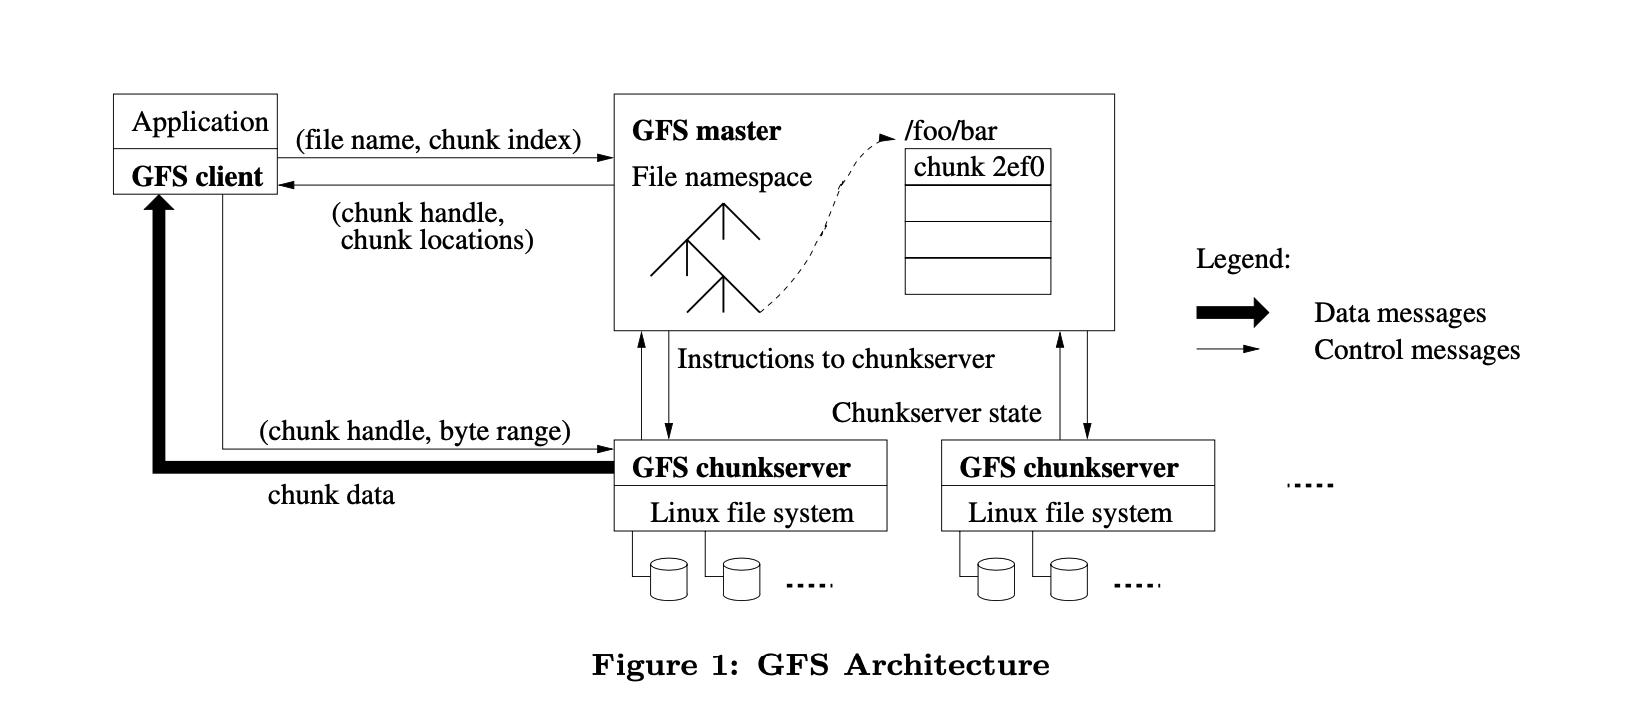 Application
GFS client
(file name, chunk index)
(chunk handle,
chunk locations)
GFS master
File namespace
/foo/bar
chunk 2ef0
Legend:
Data messages
Control messages
Instructions to chunkserver
Chunkserver state
(chunk handle, byte range)
chunk data
GFS chunkserver
Linux file system
GFS chunkserver
Linux file system
Figure 1: GFS Architecture